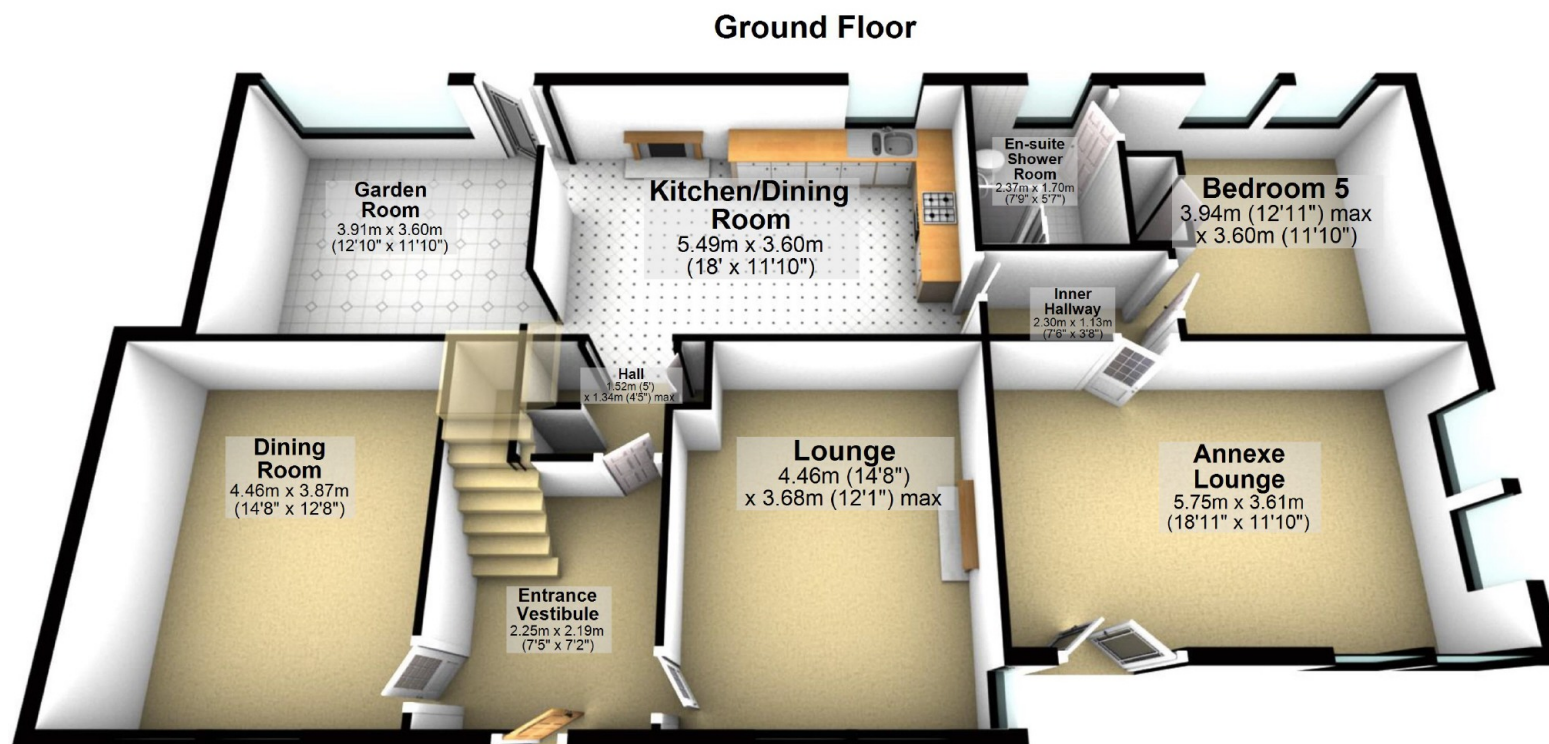 Ground Floor
Garden
Room
3.91m x 3.60m
(12'10" x 11'10")
Kitchen/Dining
Room
5.49m x 3.60m
(18' x 11'10")
En-suite
Shower
Room
2.37m x 1.70m
(7'9" x 5'7")
Bedroom 5
3.94m (12'11") max
x 3.60m (11'10")
Inner
Hallway
2.30m x 1.13m
(7'6" x 3'8")
Hall
1.52m (5')
x 1.34m (4'5") max
Dining
Room
4.46m x 3.87m
(14'8" x 12'8")
Lounge
4.46m (14'8")
x 3.68m (12'1") max
Annexe
Lounge
5.75m x 3.61m
(18'11" x 11'10")
Entrance
Vestibule
2.25m x 2.19m
(7'5" x 7'2")